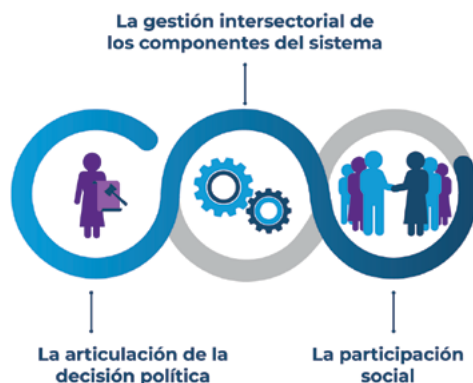 La gestión intersectorial de
los componentes del sistema
La articulación de la
decisión política
La participación
social